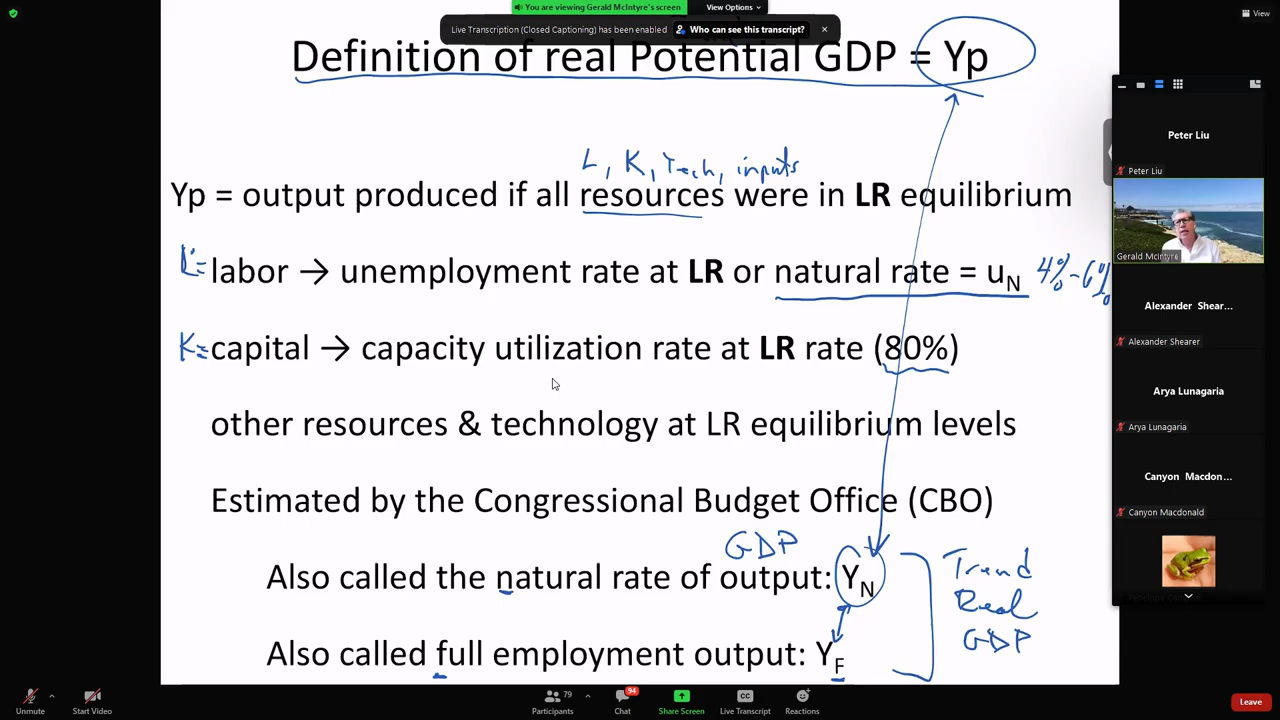 You are viewing Gerald McIntyre's screen
View Options
View
Live Transcription (Closed Captioning) has been enabled
Who can see this transcript?
Definition of real Potential GDP = Yp
L, K, Tech, inputs
Yp = output produced if all resources were in LR equilibrium
L = labor → unemployment rate at LR or natural rate = uN 4%-6%
K = capital → capacity utilization rate at LR rate (80%)
other resources & technology at LR equilibrium levels
Estimated by the Congressional Budget Office (CBO)
GDP
Also called the natural rate of output: YN
Also called full employment output: YF
Trend
Real
GDP
Peter Liu
Peter Liu
Gerald McIntyre
Alexander Shear...
Alexander Shearer
Arya Lunagaria
Arya Lunagaria
Canyon Macdon...
Canyon Macdonald
Unmute
Start Video
79
Participants
94
Chat
Share Screen
Live Transcript
Reactions
Leave